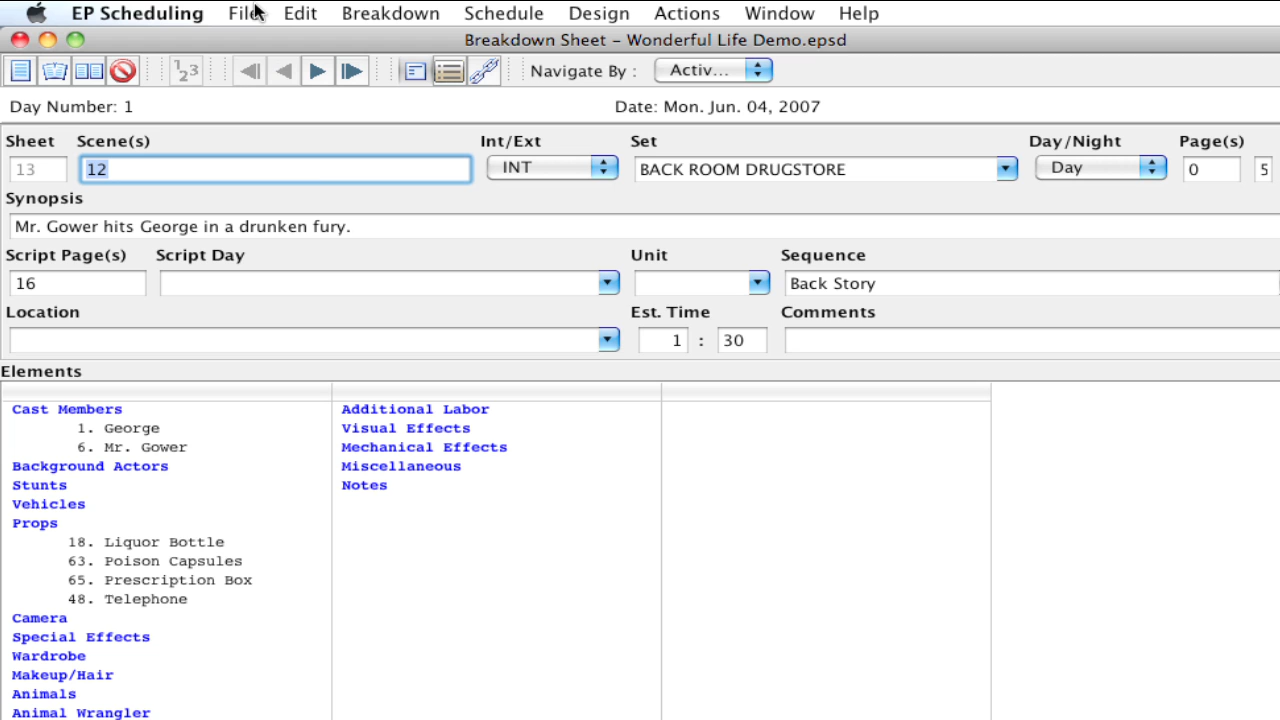 EP Scheduling File Edit Breakdown Schedule Design Actions Window Help
Breakdown Sheet – Wonderful Life Demo.epsd
123 Navigate By : Activ...
Day Number: 1 Date: Mon. Jun. 04, 2007
Sheet Scene(s) Int/Ext Set Day/Night Page(s)
13 12 INT BACK ROOM DRUGSTORE Day 0 5
Synopsis
Mr. Gower hits George in a drunken fury.
Script Page(s) Script Day Unit Sequence
16 Back Story
Location Est. Time Comments
1 : 30
Elements
Cast Members
1. George
6. Mr. Gower
Background Actors
Stunts
Vehicles
Props
18. Liquor Bottle
63. Poison Capsules
65. Prescription Box
48. Telephone
Camera
Special Effects
Wardrobe
Makeup/Hair
Animals
Animal Wrangler
Additional Labor
Visual Effects
Mechanical Effects
Miscellaneous
Notes